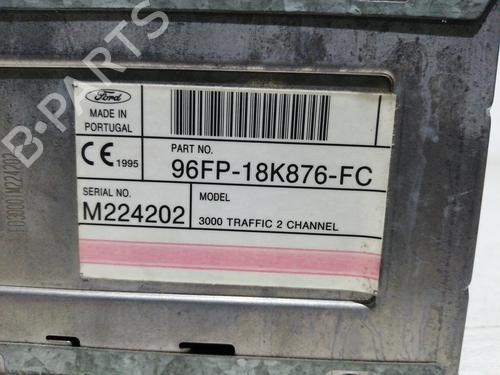 Ford
MADE IN
PORTUGAL
CE 1995
PART NO.
96FP-18K876-FC
SERIAL NO.
M224202
MODEL
3000 TRAFFIC 2 CHANNEL
B-PARTS